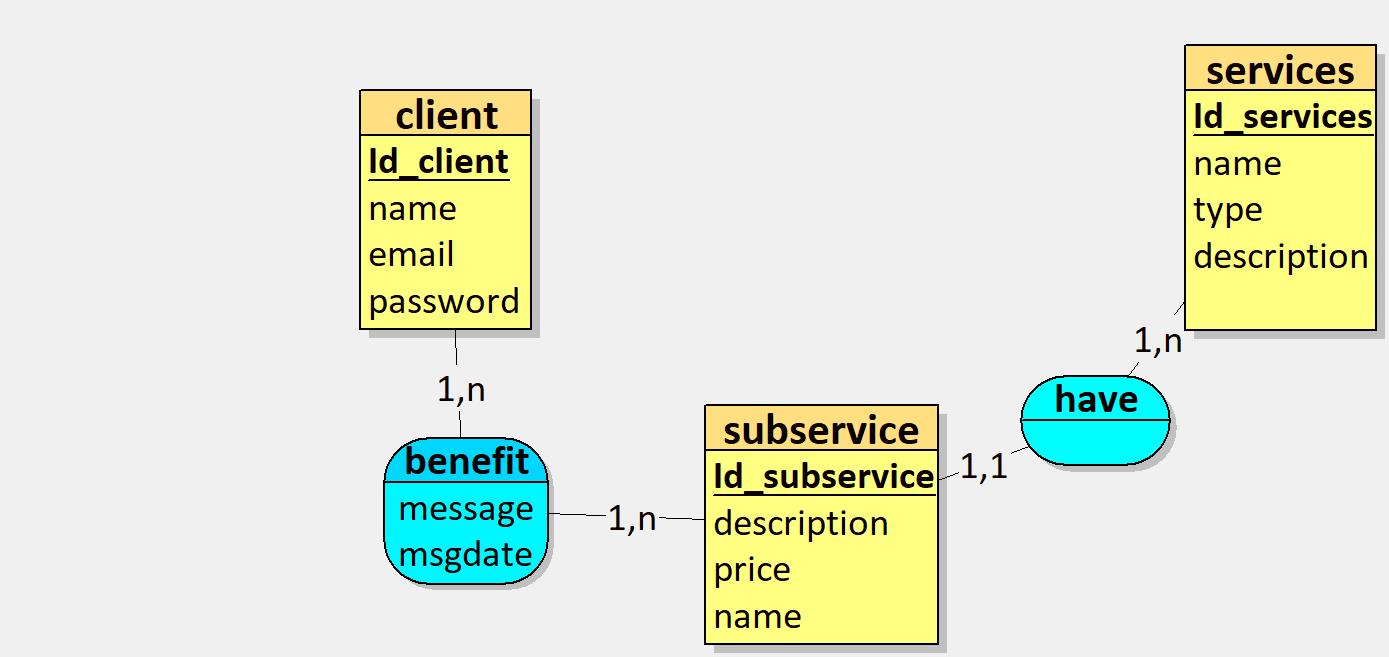 client
Id_client
name
email
password
1,n
benefit
message
msgdate
1,n
subservice
Id_subservice
description
price
name
1,1
have
1,n
services
Id_services
name
type
description